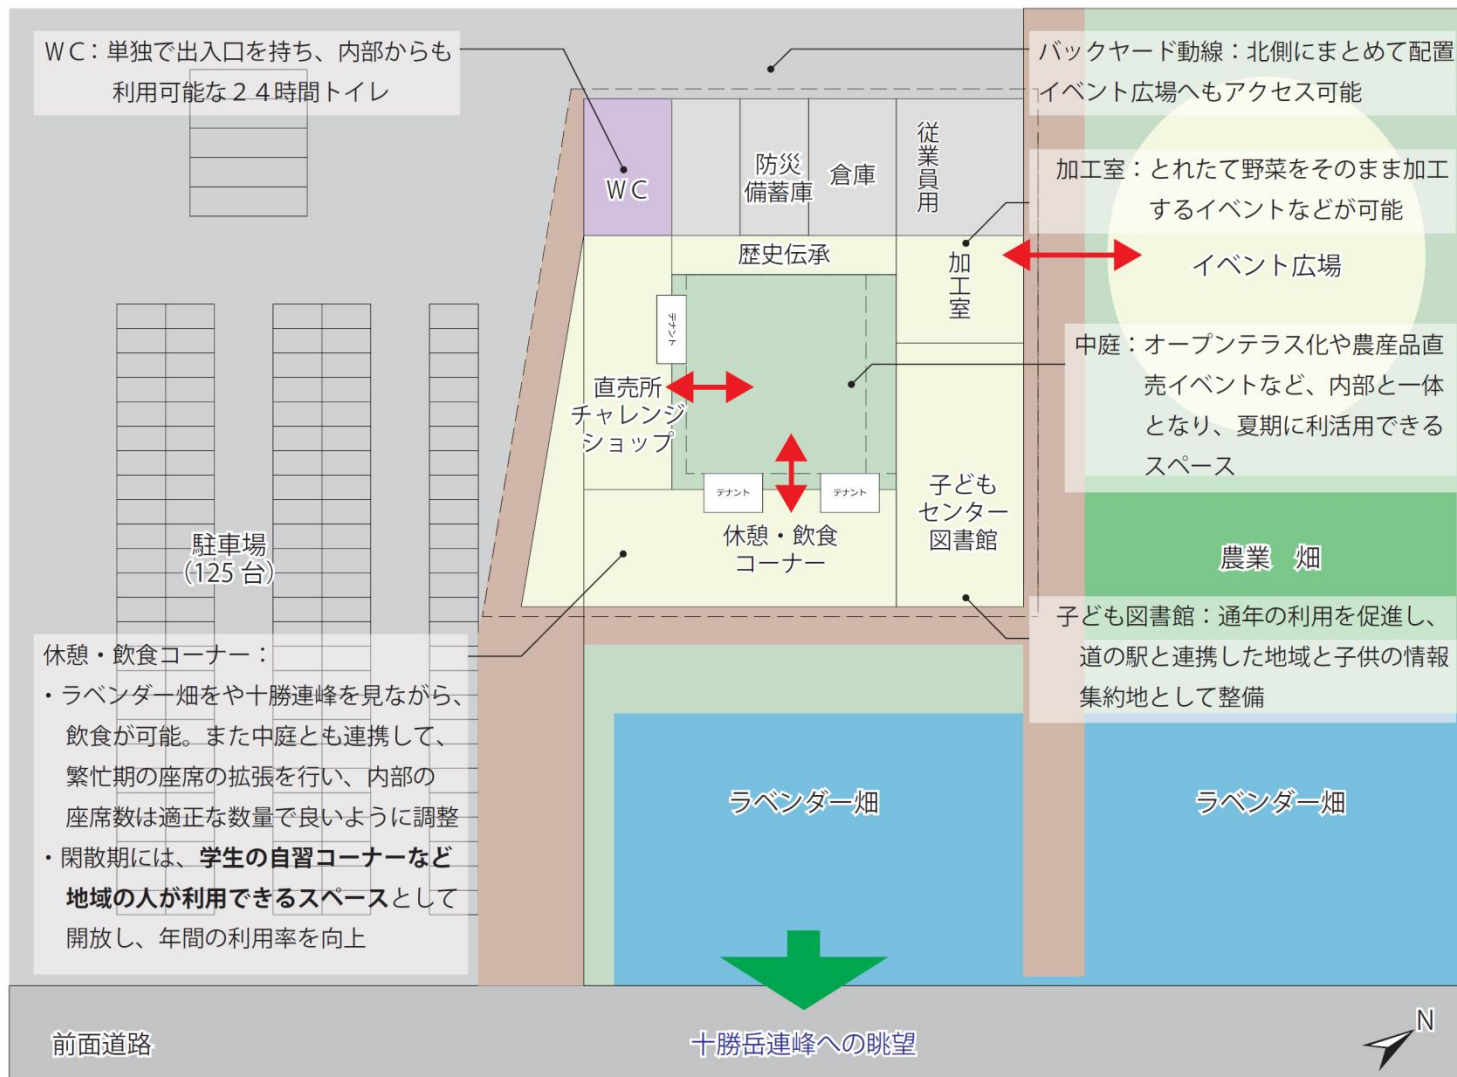 WC：単独で出入口を持ち、内部からも
利用可能な２４時間トイレ
バックヤード動線：北側にまとめて配置
イベント広場へもアクセス可能
WC
防災
備蓄庫
倉庫
従業員用
加工室：とれたて野菜をそのまま加工
するイベントなどが可能
歴史伝承
加工室
イベント広場
テナント
中庭：オープンテラス化や農産品直
売イベントなど、内部と一体
となり、夏期に利活用できる
スペース
直売所
チャレンジ
ショップ
テナント
テナント
子ども
センター
図書館
休憩・飲食
コーナー
駐車場
（125 台）
農業　畑
子ども図書館：通年の利用を促進し、
道の駅と連携した地域と子供の情報
集約地として整備
休憩・飲食コーナー：
・ラベンダー畑をや十勝連峰を見ながら、
飲食が可能。また中庭とも連携して、
繁忙期の座席の拡張を行い、内部の
座席数は適正な数量で良いように調整
・閑散期には、学生の自習コーナーなど
地域の人が利用できるスペースとして
開放し、年間の利用率を向上
ラベンダー畑
ラベンダー畑
前面道路
十勝岳連峰への眺望
N